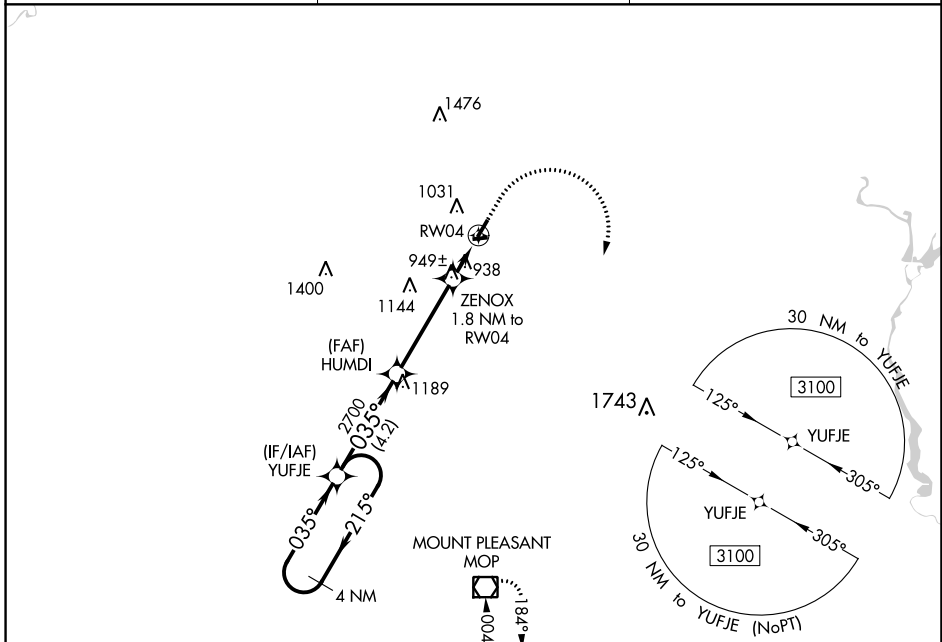 1476
1031
RW04
949±
938
1400
1144
ZENOX
1.8 NM to
RW04
(FAF)
HUMDI
1189
2700
035°
(4.2)
(IF/IAF)
YUFJE
035°
215°
4 NM
1743
30 NM to YUFJE
3100
125°
YUFJE
305°
125°
YUFJE
305°
3100
30 NM to YUFJE (NoPT)
MOUNT PLEASANT
MOP
184°
004